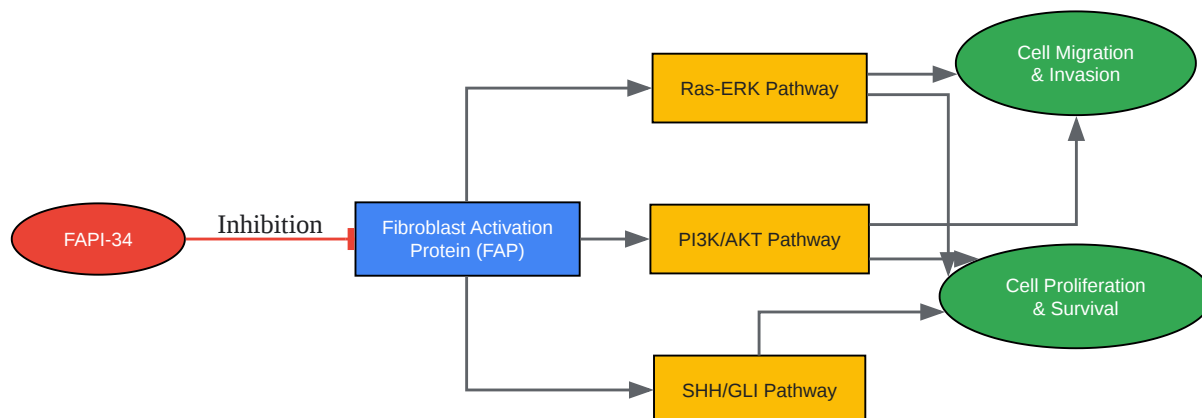 FAPI-34
Inhibition
Fibroblast Activation
Protein (FAP)
Ras-ERK Pathway
PI3K/AKT Pathway
SHH/GLI Pathway
Cell Migration
& Invasion
Cell Proliferation
& Survival